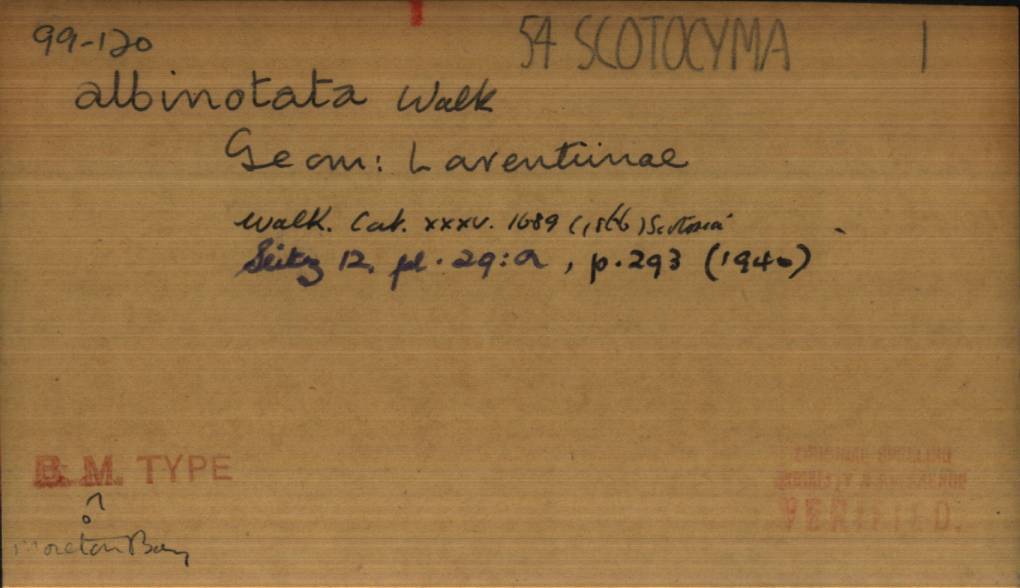 99-120 54 SCOTOCYMA 1
albinotata Walk
Geom: Larentiinae
Walk. Cat. xxxv. 1689 (1866) Scotosia
Seitz 12, pl. 29:a, p. 293 (1940)
B. M. TYPE
VERIFIED.
Moreton Bay